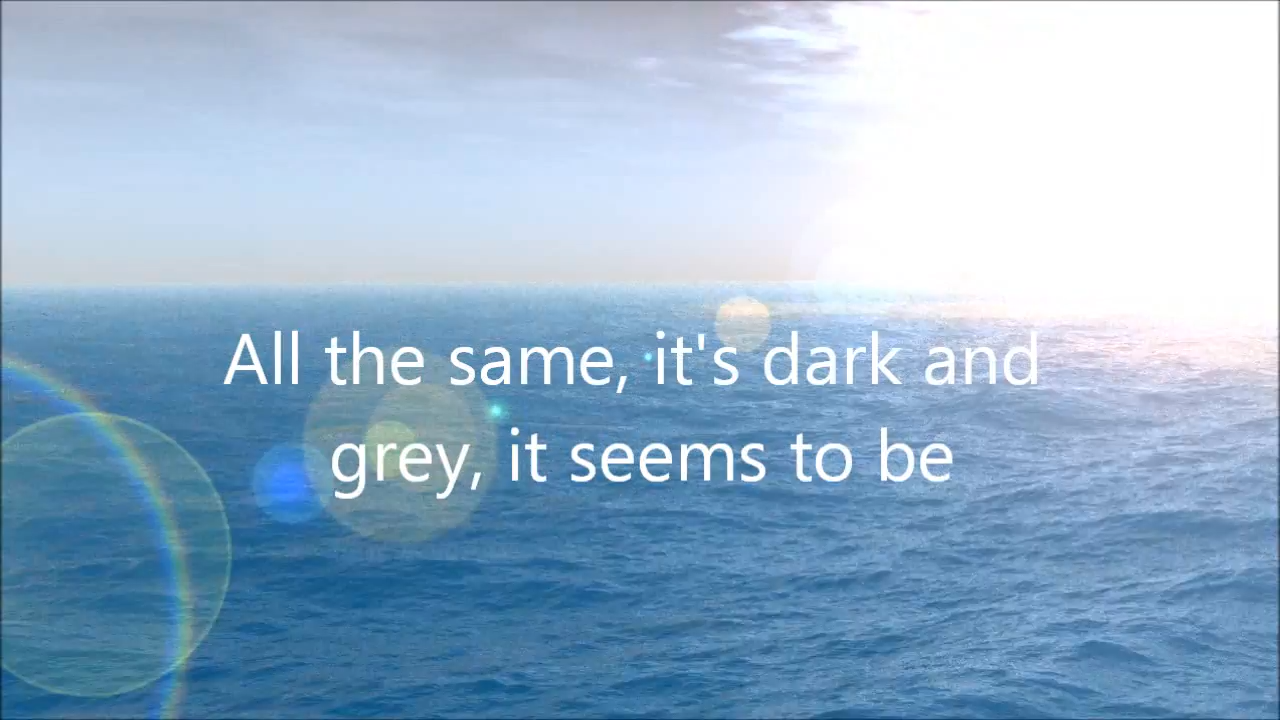 All the same, it's dark and
grey, it seems to be